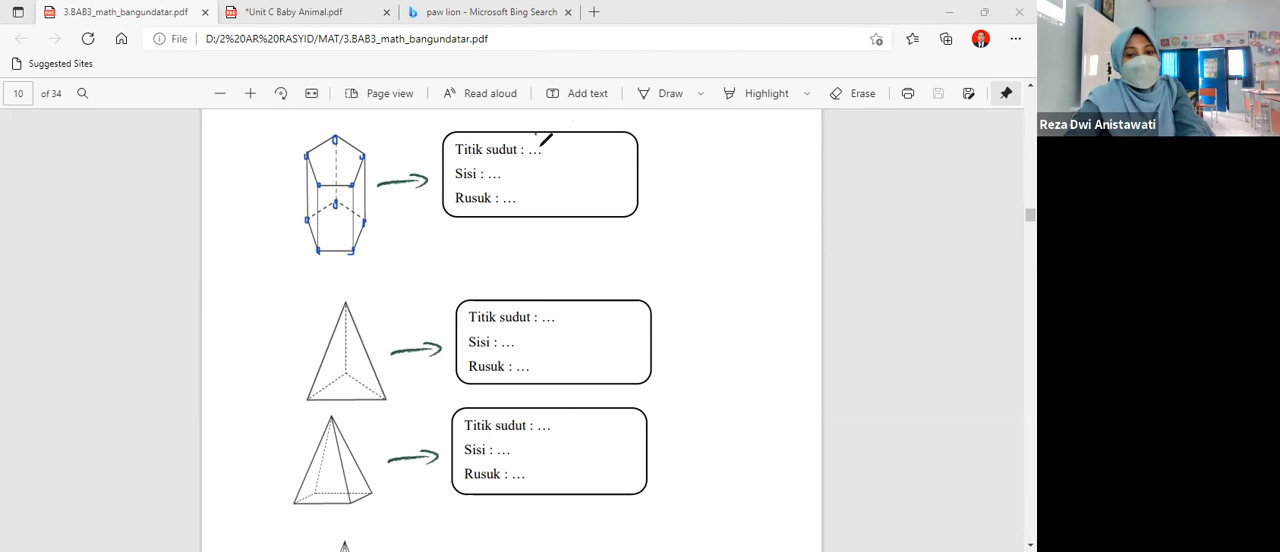 3.BAB3_math_bangundatar.pdf
*Unit C Baby Animal.pdf
paw lion - Microsoft Bing Search
File
D:/2%20AR%20RASYID/MAT/3.BAB3_math_bangundatar.pdf
Suggested Sites
10 of 34
Page view
Read aloud
Add text
Draw
Highlight
Erase
Reza Dwi Anistawati
Titik sudut : …
Sisi : …
Rusuk : …
Titik sudut : …
Sisi : …
Rusuk : …
Titik sudut : …
Sisi : …
Rusuk : …